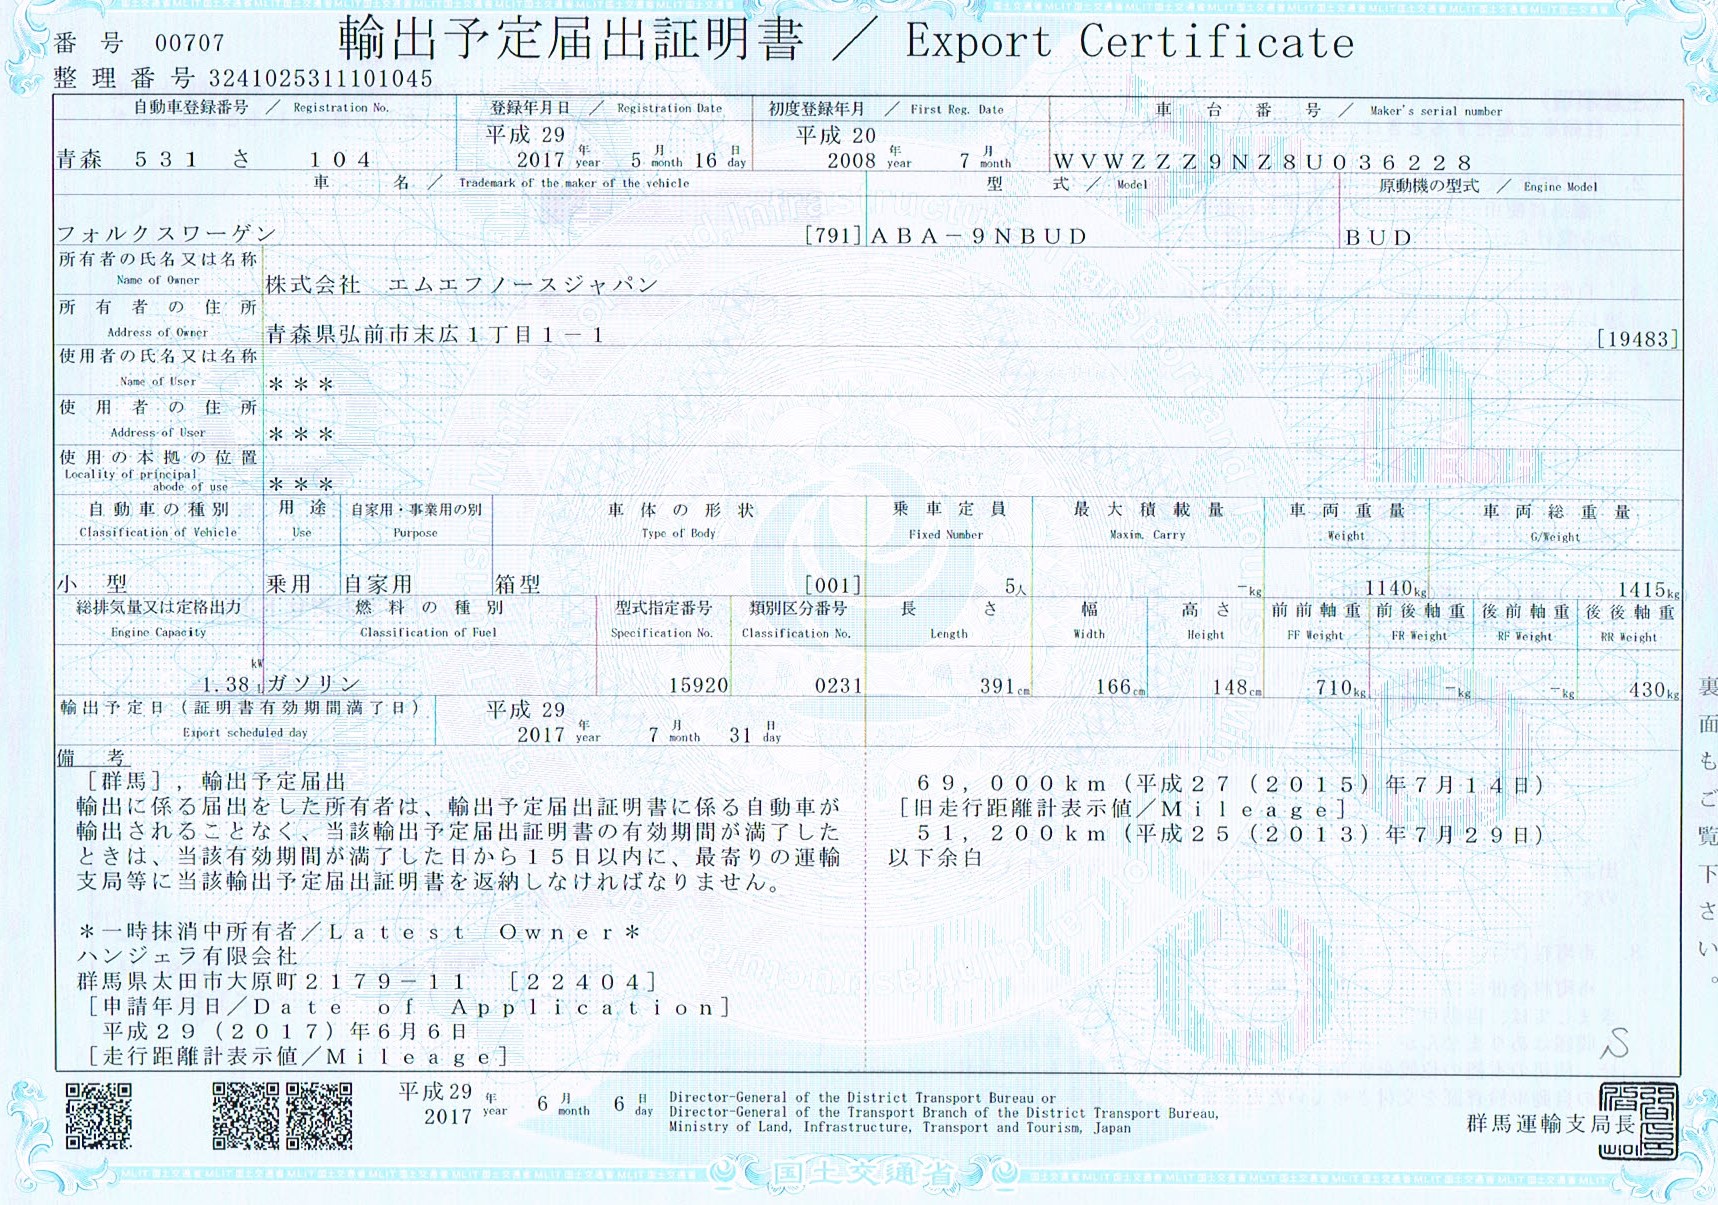 番 号 00707
輸出予定届出証明書 ／ Export Certificate
整 理 番 号 3241025311101045
自動車登録番号 ／ Registration No.
登録年月日 ／ Registration Date
初度登録年月 ／ First Reg. Date
車 台 番 号 ／ Maker's serial number
青森 ５３１ さ １０４
平成 29
2017 年 year 5 月 month 16 日 day
平成 20
2008 年 year 7 月 month
ＷＶＷＺＺＺ９ＮＺ８Ｕ０３６２２８
車 名 ／ Trademark of the maker of the vehicle
型 式 ／ Model
原動機の型式 ／ Engine Model
フォルクスワーゲン [791]
ＡＢＡ－９ＮＢＵＤ
ＢＵＤ
所有者の氏名又は名称
Name of Owner
株式会社 エムエフノースジャパン
所 有 者 の 住 所
Address of Owner
青森県弘前市末広１丁目１－１ [19483]
使用者の氏名又は名称
Name of User
＊＊＊
使 用 者 の 住 所
Address of User
＊＊＊
使用の本拠の位置
Locality of principal
abode of use
＊＊＊
自動車の種別
Classification of Vehicle
用 途
Use
自家用・事業用の別
Purpose
車 体 の 形 状
Type of Body
乗 車 定 員
Fixed Number
最 大 積 載 量
Maxim. Carry
車 両 重 量
Weight
車 両 総 重 量
G/Weight
小 型
乗用
自家用
箱型 [001]
5人
－kg
1140kg
1415kg
総排気量又は定格出力
Engine Capacity
燃 料 の 種 別
Classification of Fuel
型式指定番号
Specification No.
類別区分番号
Classification No.
長 さ
Length
幅
Width
高 さ
Height
前前軸重
FF Weight
前後軸重
FR Weight
後前軸重
RF Weight
後後軸重
RR Weight
kW
1.38 l
ガソリン
15920
0231
391cm
166cm
148cm
710kg
－kg
－kg
430kg
輸出予定日（証明書有効期間満了日）
Export scheduled day
平成 29
2017 年 year 7 月 month 31 日 day
備 考
［群馬］，輸出予定届出
輸出に係る届出をした所有者は、輸出予定届出証明書に係る自動車が
輸出されることなく、当該輸出予定届出証明書の有効期間が満了した
ときは、当該有効期間が満了した日から１５日以内に、最寄りの運輸
支局等に当該輸出予定届出証明書を返納しなければなりません。
＊一時抹消中所有者／Ｌａｔｅｓｔ Ｏｗｎｅｒ＊
ハンジェラ有限会社
群馬県太田市大原町２１７９－１１ ［２２４０４］
［申請年月日／Ｄａｔｅ ｏｆ Ａｐｐｌｉｃａｔｉｏｎ］
平成２９（２０１７）年６月６日
［走行距離計表示値／Ｍｉｌｅａｇｅ］
６９，０００ｋｍ（平成２７（２０１５）年７月１４日）
［旧走行距離計表示値／Ｍｉｌｅａｇｅ］
５１，２００ｋｍ（平成２５（２０１３）年７月２９日）
以下余白
裏面もご覧下さい。
平成 29
2017 年 year 6 月 month 6 日 day
Director-General of the District Transport Bureau or
Director-General of the Transport Branch of the District Transport Bureau,
Ministry of Land, Infrastructure, Transport and Tourism, Japan
群馬運輸支局長
国土交通省